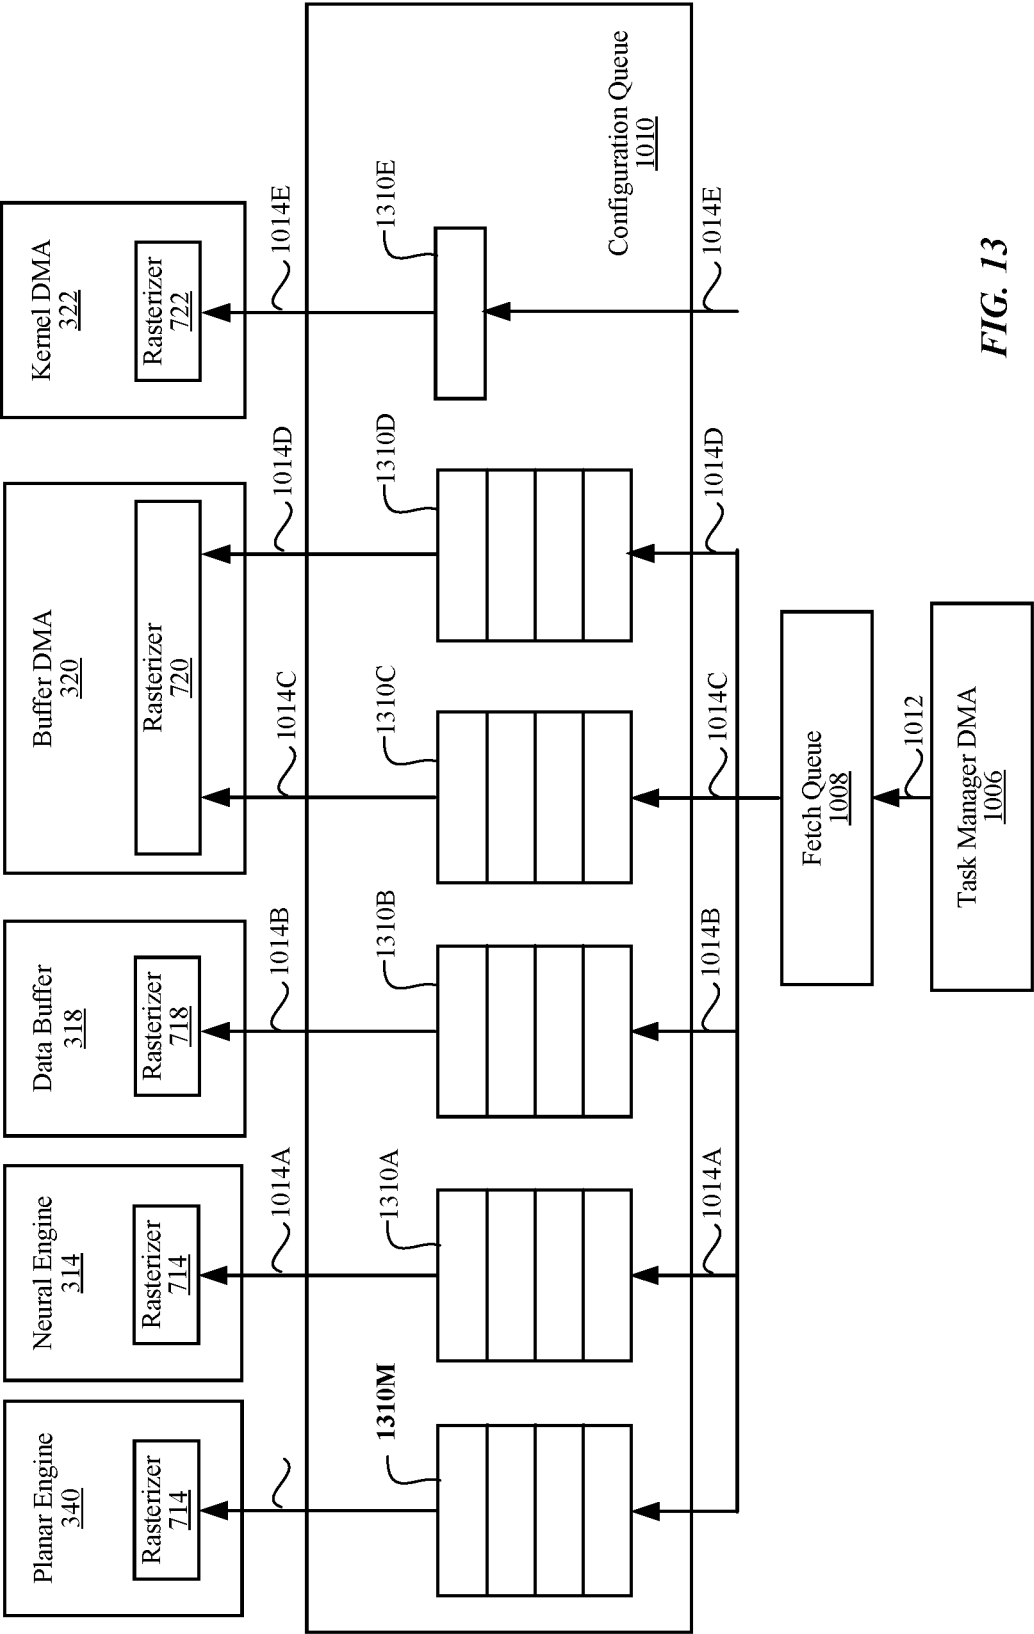 Planar Engine
340
Neural Engine
314
Data Buffer
318
Buffer DMA
320
Kernel DMA
322
Rasterizer
714
Rasterizer
714
Rasterizer
718
Rasterizer
720
Rasterizer
722
1014A
1014B
1014C
1014D
1014E
1310M
1310A
1310B
1310C
1310D
1310E
Configuration Queue
1010
1014A
1014B
1014C
1014D
1014E
Fetch Queue
1008
1012
Task Manager DMA
1006
FIG. 13